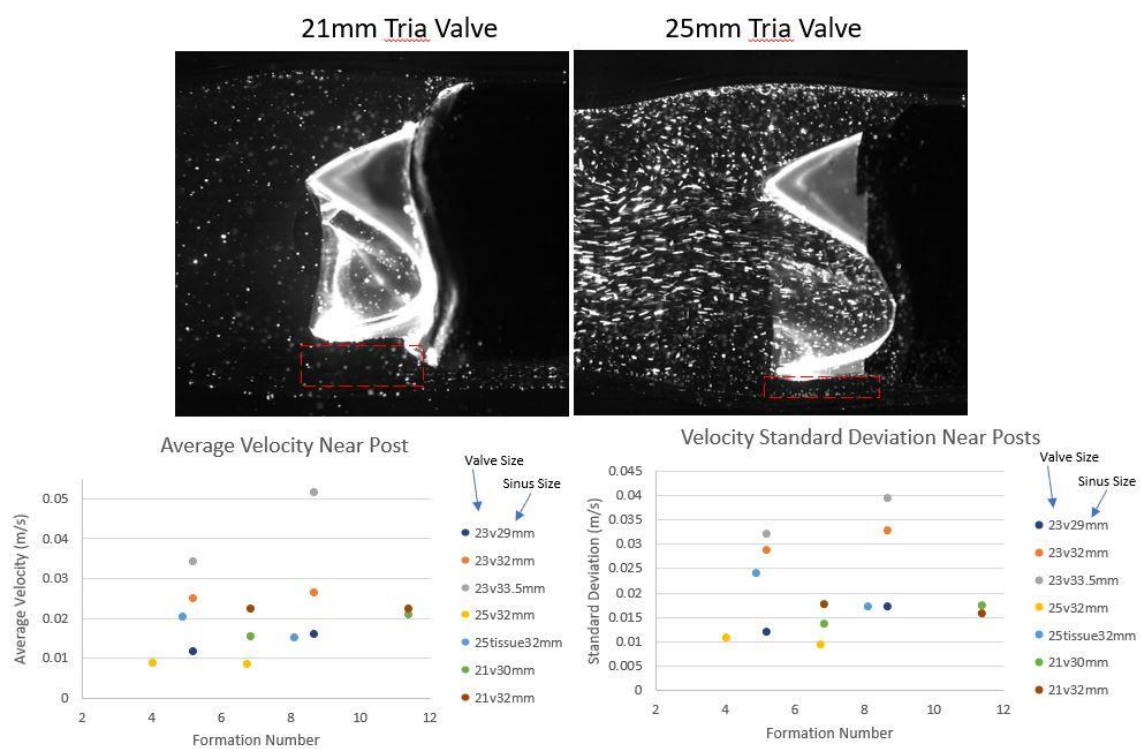 21mm Tria Valve
25mm Tria Valve
Average Velocity Near Post
Average Velocity (m/s)
0.05
0.04
0.03
0.02
0.01
0
2 4 6 8 10 12
Formation Number
Valve Size
Sinus Size
23v29mm
23v32mm
23v33.5mm
25v32mm
25tissue32mm
21v30mm
21v32mm
Velocity Standard Deviation Near Posts
Standard Deviation (m/s)
0.045
0.04
0.035
0.03
0.025
0.02
0.015
0.01
0.005
0
2 4 6 8 10 12
Formation Number
Valve Size
Sinus Size
23v29mm
23v32mm
23v33.5mm
25v32mm
25tissue32mm
21v30mm
21v32mm